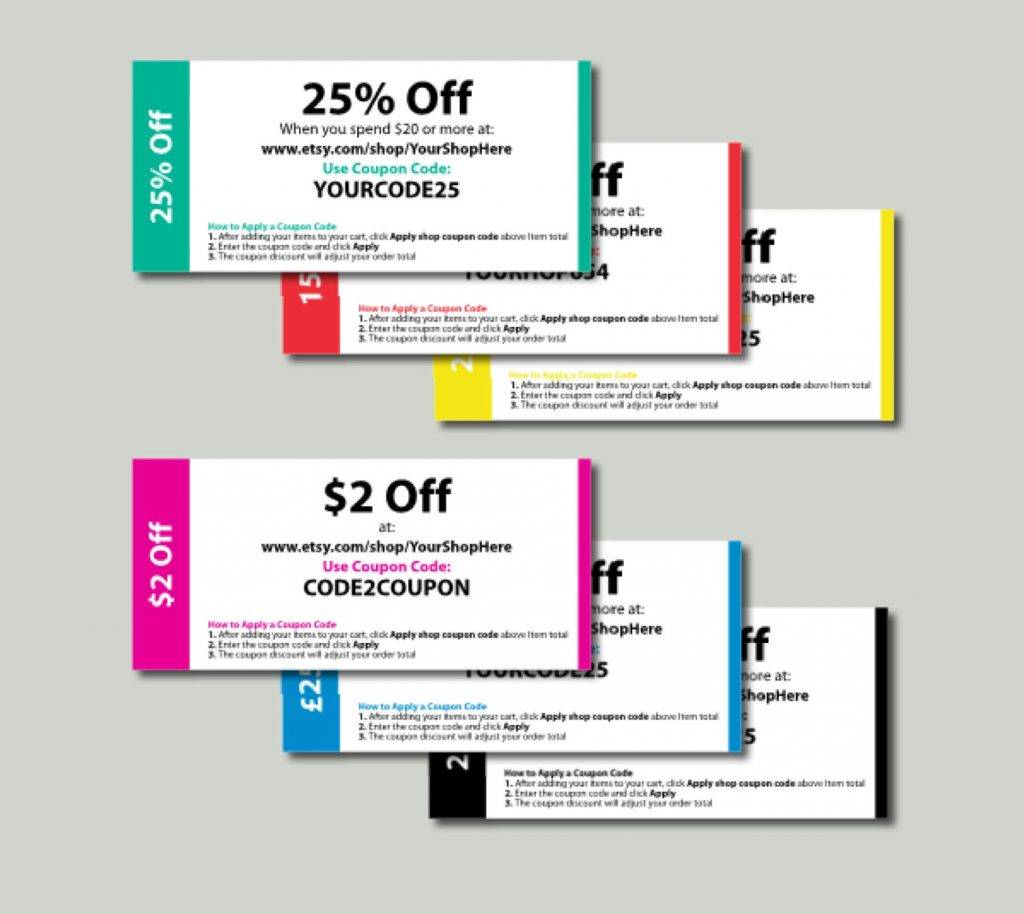 25% Off
25% Off
When you spend $20 or more at:
www.etsy.com/shop/YourShopHere
Use Coupon Code:
YOURCODE25
How to Apply a Coupon Code
1. After adding your items to your cart, click Apply shop coupon code above Item total
2. Enter the coupon code and click Apply
3. The coupon discount will adjust your order total
15
ff
more at:
ShopHere
e:
How to Apply a Coupon Code
1. After adding your items to your cart, click Apply shop coupon code above Item total
2. Enter the coupon code and click Apply
3. The coupon discount will adjust your order total
2
ff
more at:
ShopHere
25
How to Apply a Coupon Code
1. After adding your items to your cart, click Apply shop coupon code above Item total
2. Enter the coupon code and click Apply
3. The coupon discount will adjust your order total
$2 Off
$2 Off
at:
www.etsy.com/shop/YourShopHere
Use Coupon Code:
CODE2COUPON
How to Apply a Coupon Code
1. After adding your items to your cart, click Apply shop coupon code above Item total
2. Enter the coupon code and click Apply
3. The coupon discount will adjust your order total
£25
ff
more at:
ShopHere
e:
YOURCODE25
How to Apply a Coupon Code
1. After adding your items to your cart, click Apply shop coupon code above Item total
2. Enter the coupon code and click Apply
3. The coupon discount will adjust your order total
2
ff
more at:
ShopHere
5
How to Apply a Coupon Code
1. After adding your items to your cart, click Apply shop coupon code above Item total
2. Enter the coupon code and click Apply
3. The coupon discount will adjust your order total